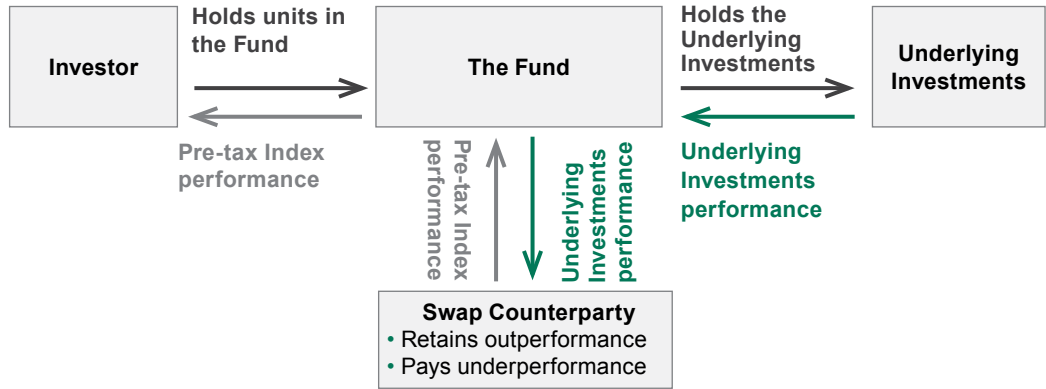 Holds units in
the Fund
Holds the
Underlying
Investments
Investor
The Fund
Underlying
Investments
Pre-tax Index
performance
Pre-tax Index
performance
Underlying
Investments
performance
Underlying
Investments
performance
Swap Counterparty
• Retains outperformance
• Pays underperformance